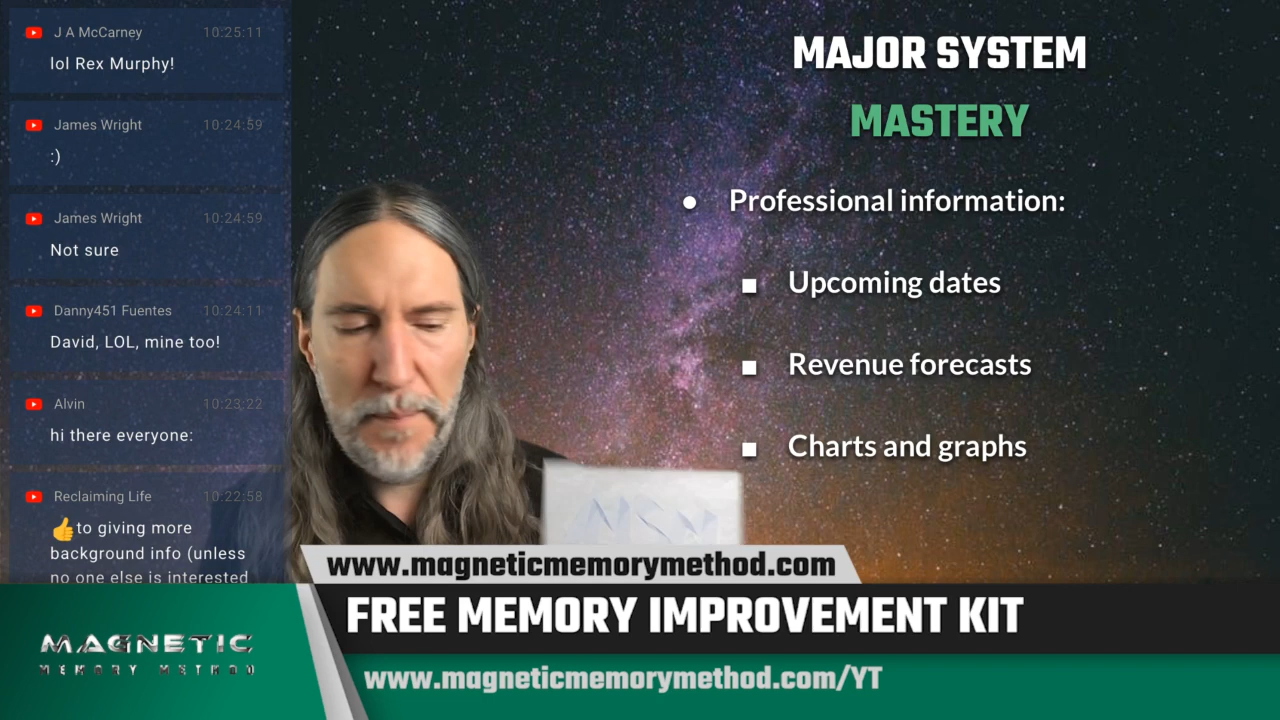 J A McCarney 10:25:11
lol Rex Murphy!
James Wright 10:24:59
:)
James Wright 10:24:59
Not sure
Danny451 Fuentes 10:24:11
David, LOL, mine too!
Alvin 10:23:22
hi there everyone:
Reclaiming Life 10:22:58
👍to giving more
background info (unless
no one else is interested
MAJOR SYSTEM
MASTERY
● Professional information:
■ Upcoming dates
■ Revenue forecasts
■ Charts and graphs
www.magneticmemorymethod.com
FREE MEMORY IMPROVEMENT KIT
www.magneticmemorymethod.com/YT
MAGNETIC
MEMORY METHOD